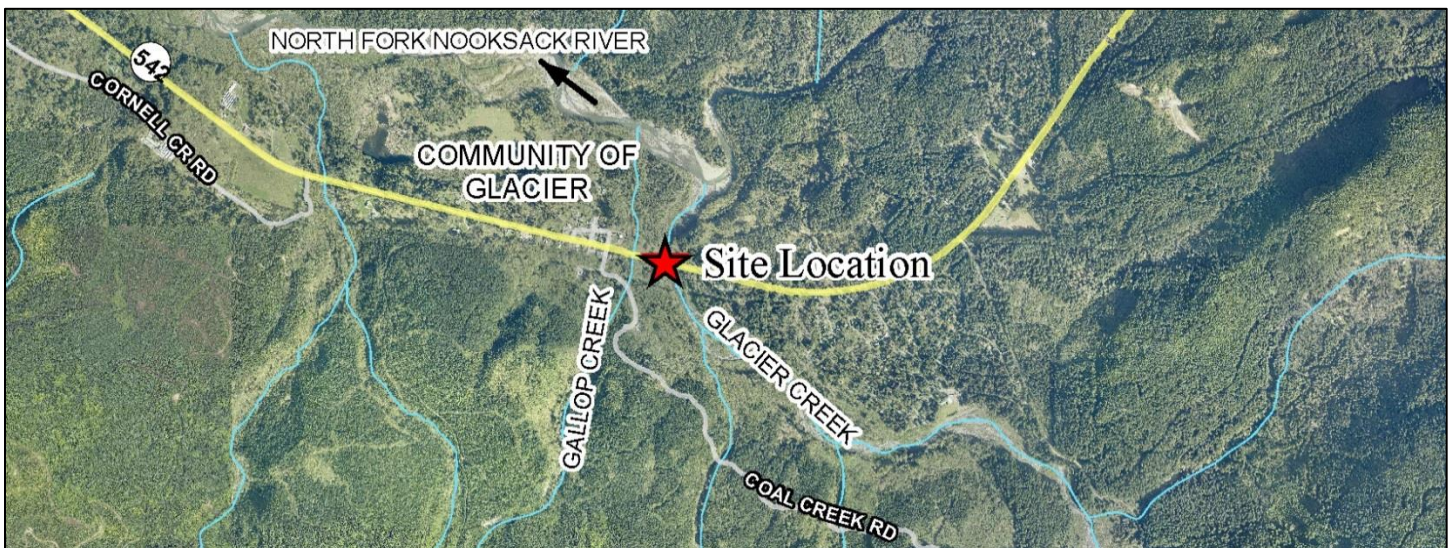 NORTH FORK NOOKSACK RIVER
542
CORNELL CR RD
COMMUNITY OF
GLACIER
Site Location
GALLOP CREEK
GLACIER CREEK
COAL CREEK RD